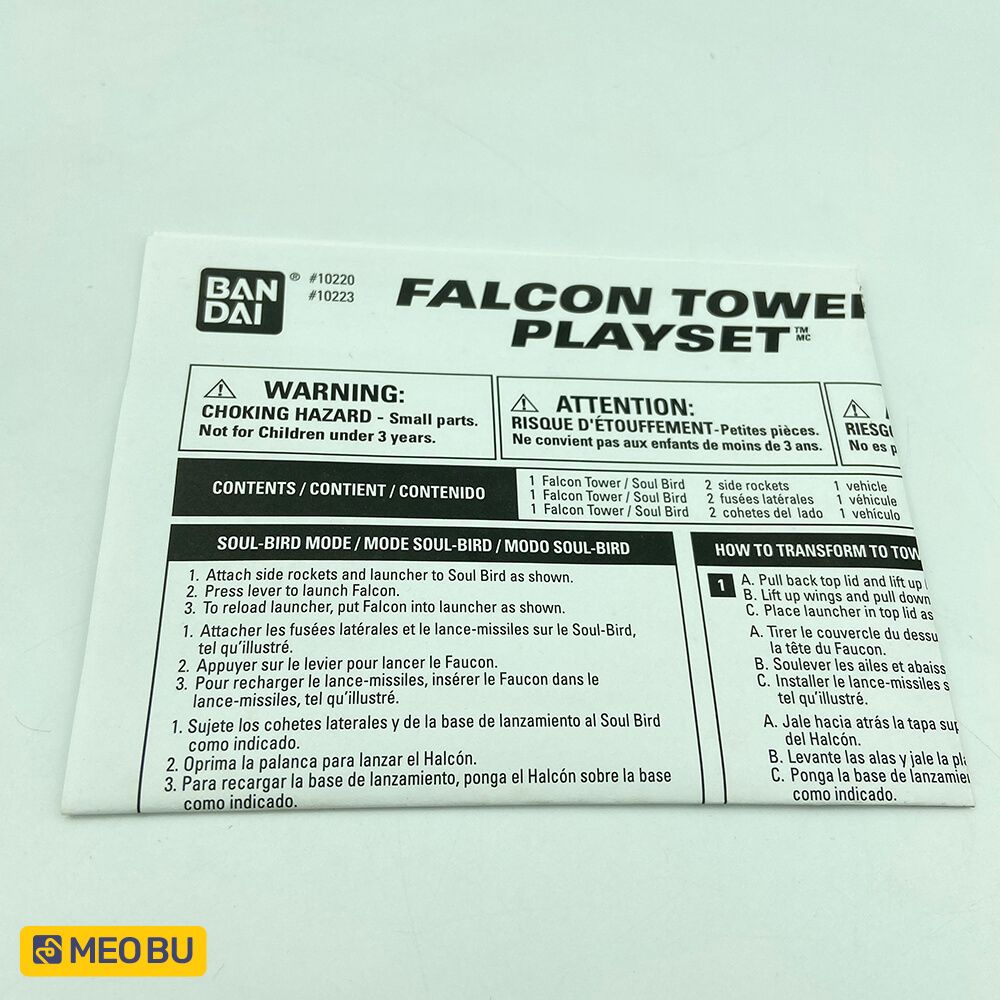 BAN
DAI ®
#10220
#10223
FALCON TOWER
PLAYSET ™ MC
WARNING:
CHOKING HAZARD - Small parts.
Not for Children under 3 years.
ATTENTION:
RISQUE D'ÉTOUFFEMENT-Petites pièces.
Ne convient pas aux enfants de moins de 3 ans.
No es
CONTENTS / CONTIENT / CONTENIDO
1 Falcon Tower / Soul Bird 2 side rockets 1 vehicle
1 Falcon Tower / Soul Bird 2 fusées latérales 1 véhicule
1 Falcon Tower / Soul Bird 2 cohetes del lado 1 vehículo
SOUL-BIRD MODE / MODE SOUL-BIRD / MODO SOUL-BIRD
1. Attach side rockets and launcher to Soul Bird as shown.
2. Press lever to launch Falcon.
3. To reload launcher, put Falcon into launcher as shown.
1. Attacher les fusées latérales et le lance-missiles sur le Soul-Bird,
tel qu'illustré.
2. Appuyer sur le levier pour lancer le Faucon.
3. Pour recharger le lance-missiles, insérer le Faucon dans le
lance-missiles, tel qu'illustré.
1. Sujete los cohetes laterales y de la base de lanzamiento al Soul Bird
como indicado.
2. Oprima la palanca para lanzar el Halcón.
3. Para recargar la base de lanzamiento, ponga el Halcón sobre la base
como indicado.
HOW TO TRANSFORM TO
1 A. Pull back top lid and lift up
B. Lift up wings and pull down
C. Place launcher in top lid as
A. Tirer le couvercle du
la tête du Faucon.
B. Soulever les ailes et
C. Installer le lance-missiles
tel qu'illustré.
A. Jale hacia atrás la tapa
del Halcón.
B. Levante las alas y jale la
C. Ponga la base de
como indicado.
MEO BU